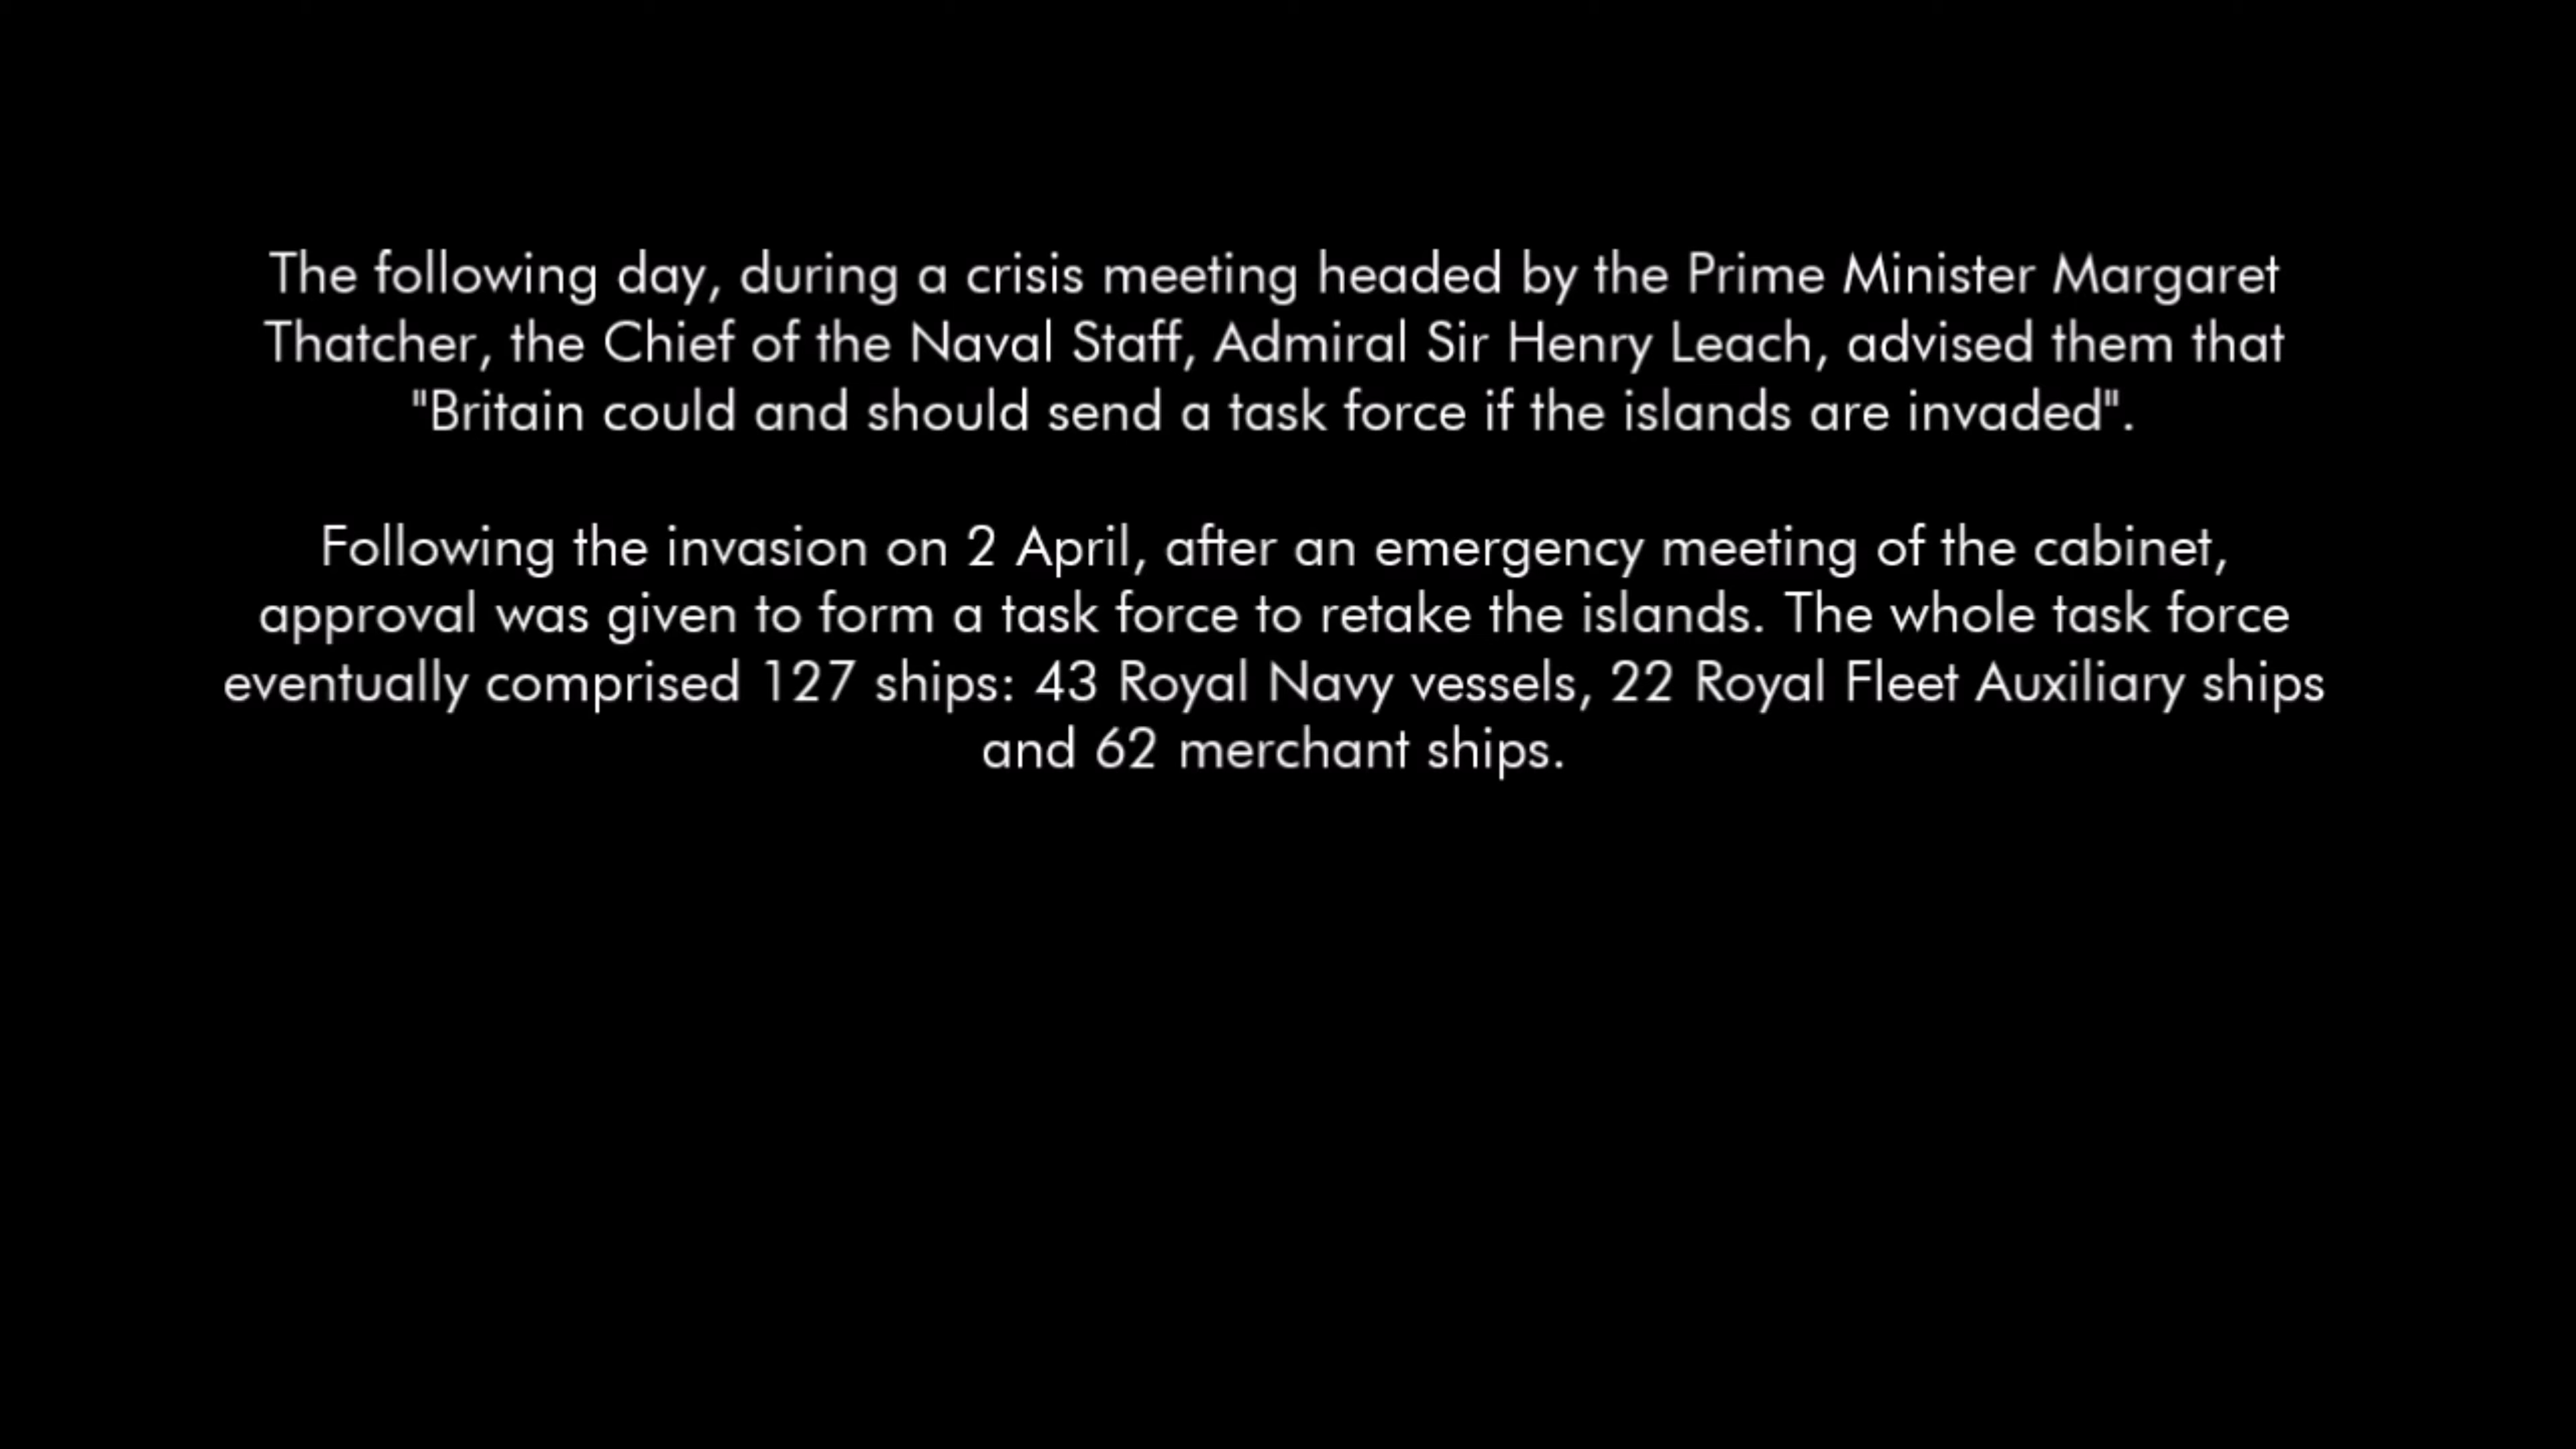 The following day, during a crisis meeting headed by the Prime Minister Margaret
Thatcher, the Chief of the Naval Staff, Admiral Sir Henry Leach, advised them that
"Britain could and should send a task force if the islands are invaded".
Following the invasion on 2 April, after an emergency meeting of the cabinet,
approval was given to form a task force to retake the islands. The whole task force
eventually comprised 127 ships: 43 Royal Navy vessels, 22 Royal Fleet Auxiliary ships
and 62 merchant ships.